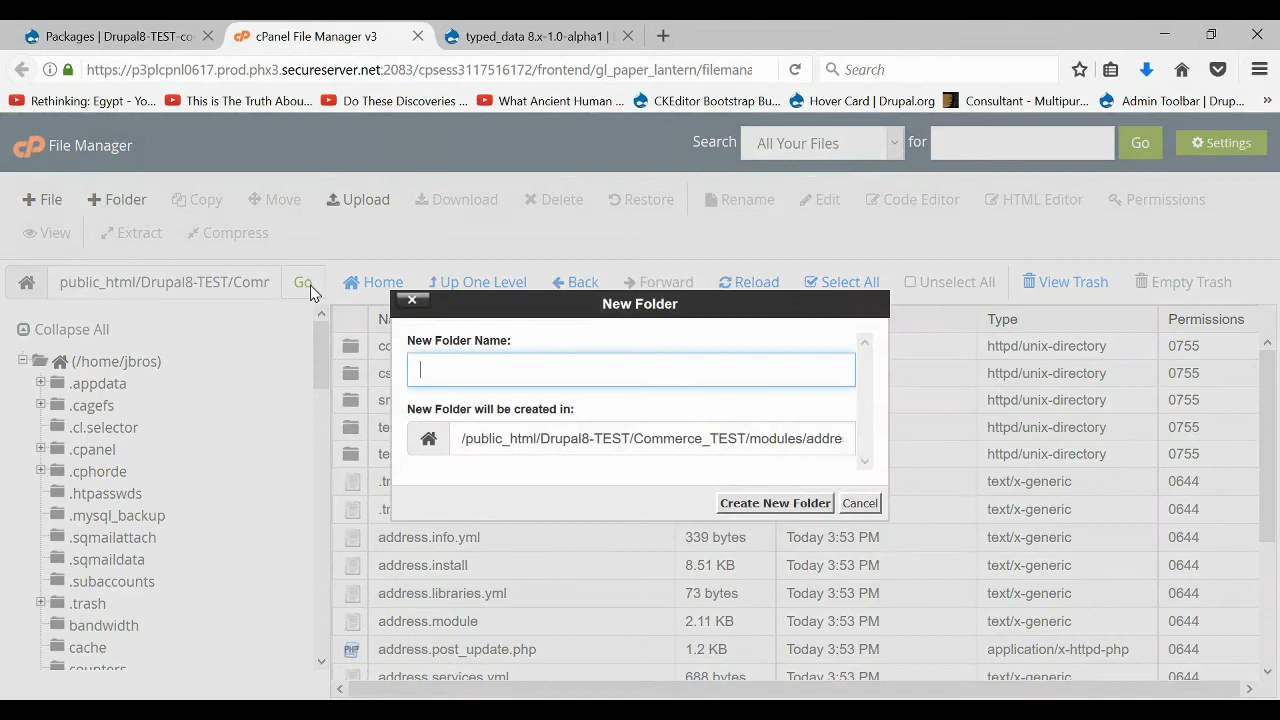 Packages | Drupal8-TEST-co
cPanel File Manager v3
typed_data 8.x-1.0-alpha1 |
https://p3plcpnl0617.prod.phx3.secureserver.net:2083/cpsess3117516172/frontend/gl_paper_lantern/filemana
Search
Rethinking: Egypt - Yo...
This is The Truth Abou...
Do These Discoveries ...
What Ancient Human ...
CKEditor Bootstrap Bu...
Hover Card | Drupal.org
Consultant - Multipur...
Admin Toolbar | Drup...
cP File Manager
Search All Your Files for Go Settings
File Folder Copy Move Upload Download Delete Restore Rename Edit Code Editor HTML Editor Permissions
View Extract Compress
public_html/Drupal8-TEST/Comm Go
Home Up One Level Back Forward Reload Select All Unselect All View Trash Empty Trash
Collapse All
(/home/jbros)
.appdata
.cagefs
.cl.selector
.cpanel
.cphorde
.htpasswds
.mysql_backup
.sqmailattach
.sqmaildata
.subaccounts
.trash
bandwidth
cache
counters
New Folder
New Folder Name:
New Folder will be created in:
/public_html/Drupal8-TEST/Commerce_TEST/modules/addre
Create New Folder Cancel
Type Permissions
httpd/unix-directory 0755
httpd/unix-directory 0755
httpd/unix-directory 0755
httpd/unix-directory 0755
httpd/unix-directory 0755
text/x-generic 0644
text/x-generic 0644
address.info.yml 339 bytes Today 3:53 PM text/x-generic 0644
address.install 8.51 KB Today 3:53 PM text/x-generic 0644
address.libraries.yml 73 bytes Today 3:53 PM text/x-generic 0644
address.module 2.11 KB Today 3:53 PM text/x-generic 0644
address.post_update.php 1.2 KB Today 3:53 PM application/x-httpd-php 0644
address.services.yml 688 bytes Today 3:53 PM text/x-generic 0644